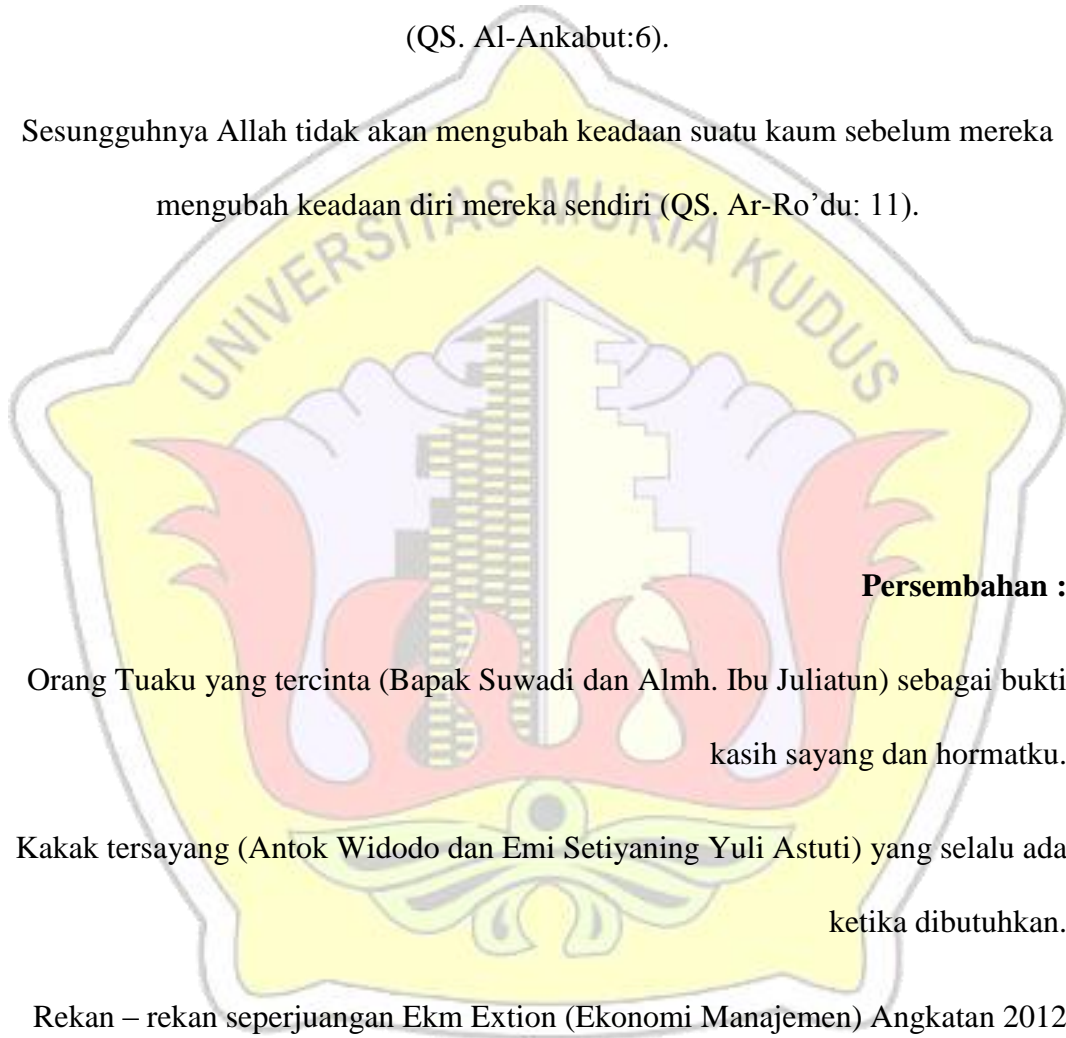 (QS. Al-Ankabut:6).
Sesungguhnya Allah tidak akan mengubah keadaan suatu kaum sebelum mereka
mengubah keadaan diri mereka sendiri (QS. Ar-Ro’du: 11).
UNIVERSITAS MURIA KUDUS
Persembahan :
Orang Tuaku yang tercinta (Bapak Suwadi dan Almh. Ibu Juliatun) sebagai bukti
kasih sayang dan hormatku.
Kakak tersayang (Antok Widodo dan Emi Setiyaning Yuli Astuti) yang selalu ada
ketika dibutuhkan.
Rekan – rekan seperjuangan Ekm Extion (Ekonomi Manajemen) Angkatan 2012